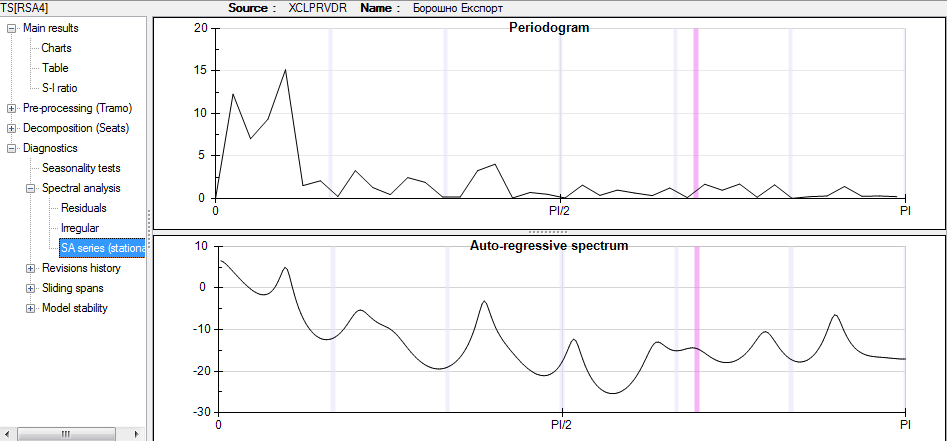 TS[RSA4]
Source : XCLPRVDR Name : Борошно Експорт
Main results
Charts
Table
S-I ratio
Pre-processing (Tramo)
Decomposition (Seats)
Diagnostics
Seasonality tests
Spectral analysis
Residuals
Irregular
SA series (stationa
Revisions history
Sliding spans
Model stability
Periodogram
20
15
10
5
0
0 PI/2 PI
Auto-regressive spectrum
10
0
-10
-20
-30
0 PI/2 PI